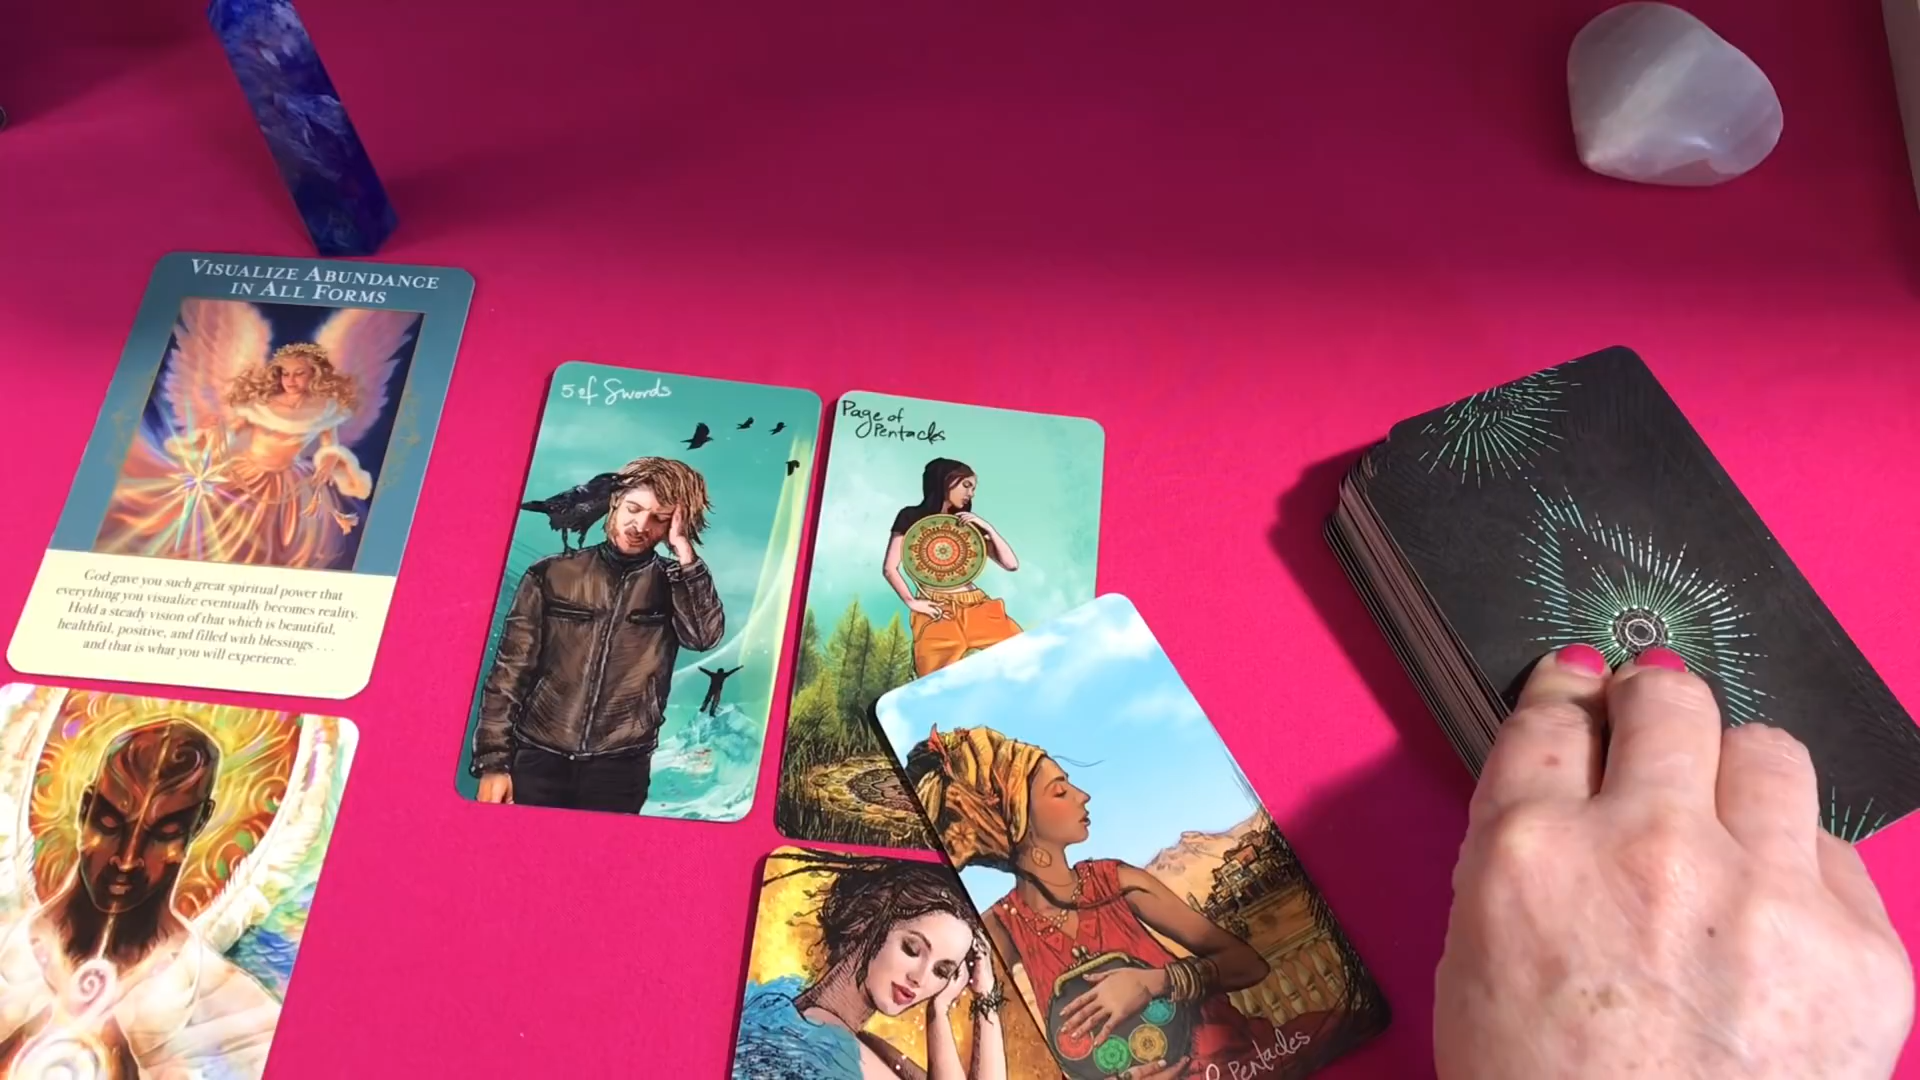 VISUALIZE ABUNDANCE
IN ALL FORMS
God gave you such great spiritual power that
everything you visualize eventually becomes reality.
Hold a steady vision of that which is beautiful,
healthful, positive, and filled with blessings . . .
and that is what you will experience.
5 of Swords
Page of
Pentacles
Pentacles